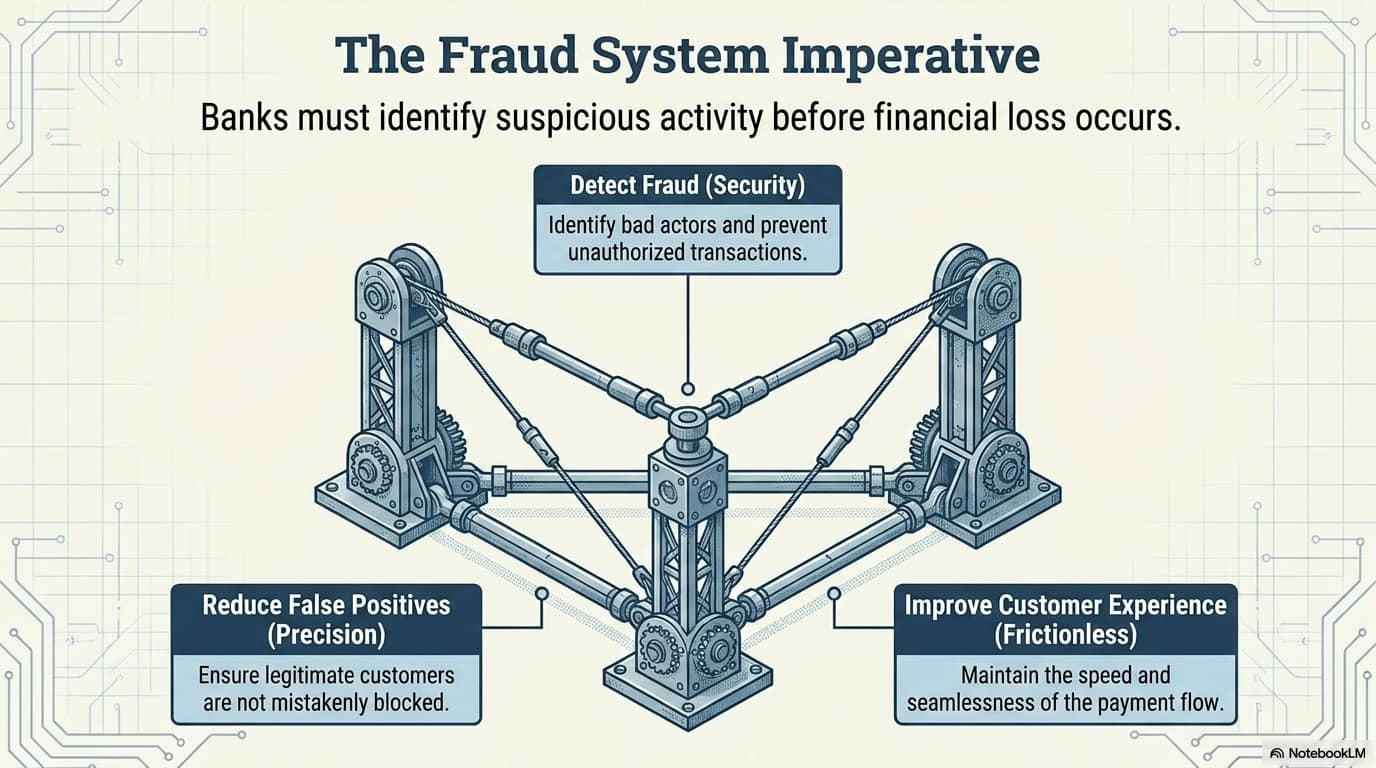 The Fraud System Imperative
Banks must identify suspicious activity before financial loss occurs.
Detect Fraud (Security)
Identify bad actors and prevent
unauthorized transactions.
Reduce False Positives
(Precision)
Ensure legitimate customers
are not mistakenly blocked.
Improve Customer Experience
(Frictionless)
Maintain the speed and
seamlessness of the payment flow.
NotebookLM